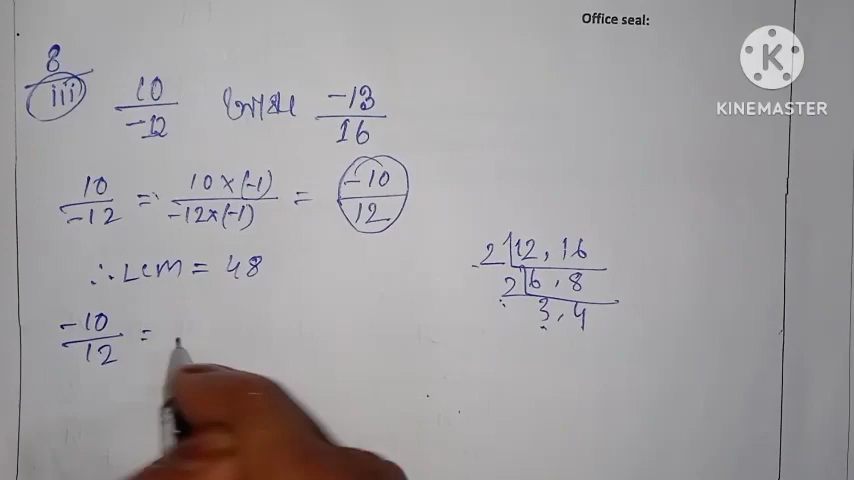 Office seal:
KINEMASTER
8
iii 10/-12 আৰু -13/16
10/-12 = 10×(-1)/-12×(-1) = -10/12
∴ LCM = 48
-10/12 =
2 | 12, 16
2 | 6, 8
3, 4